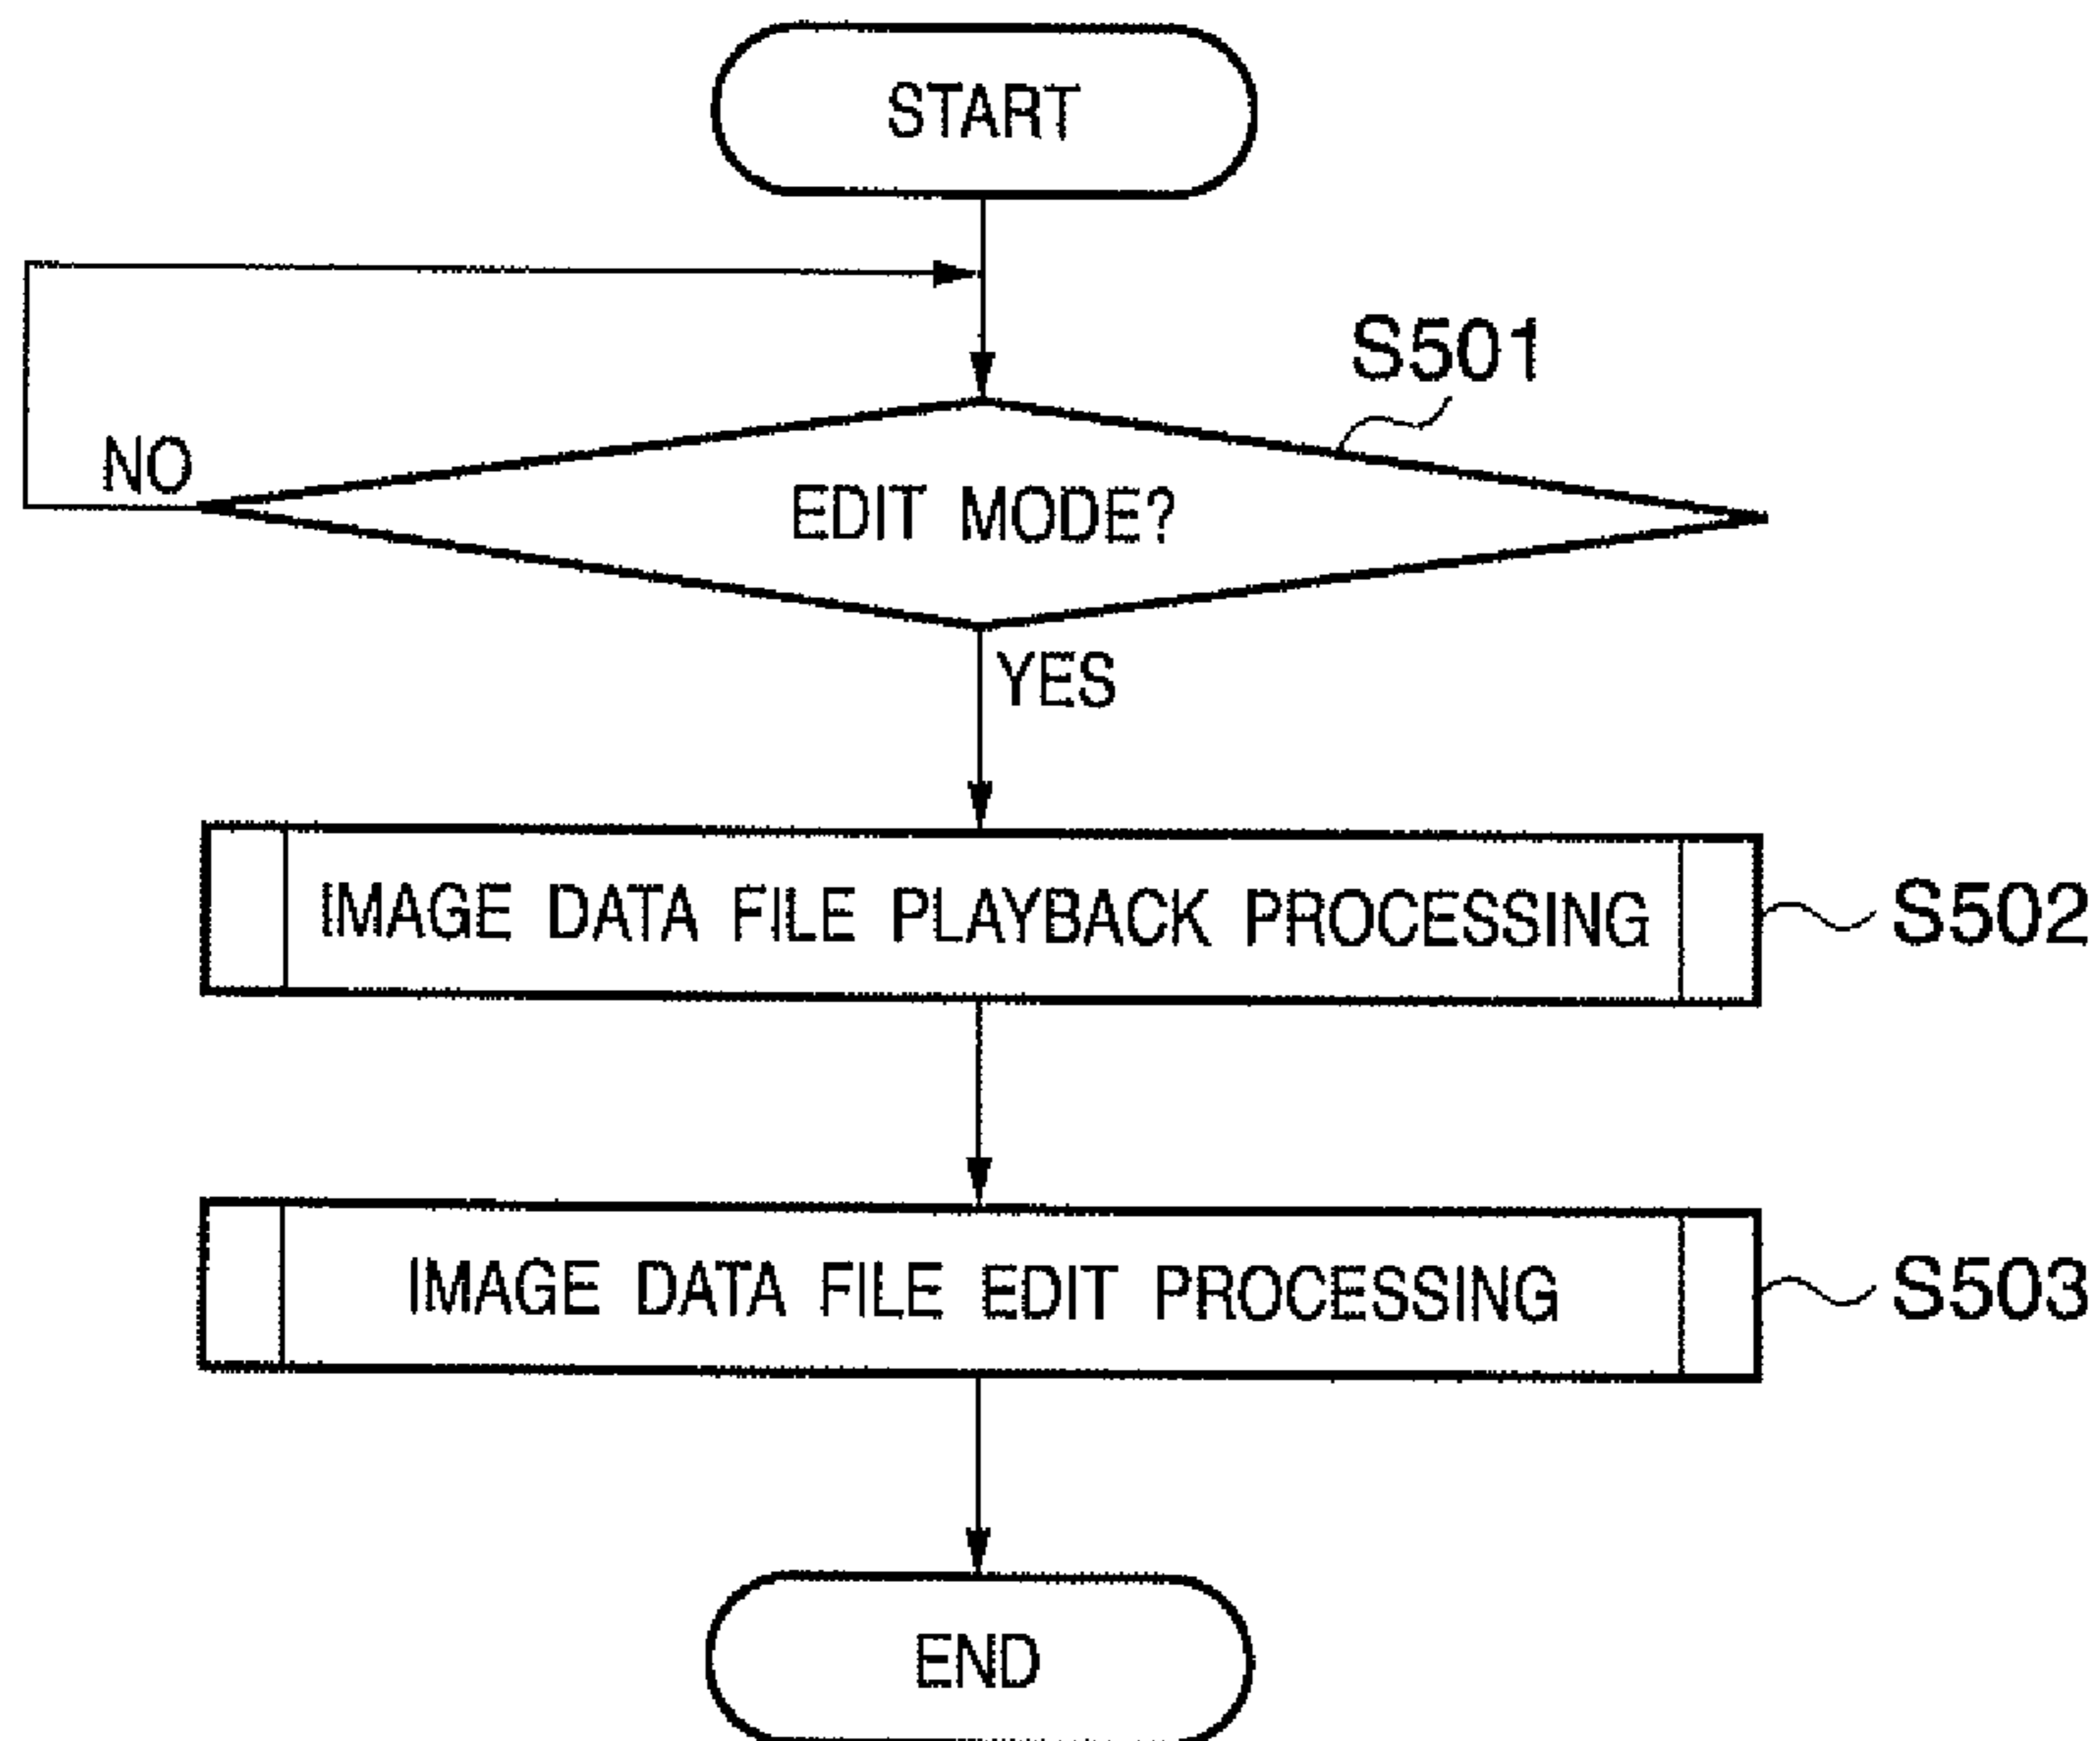 START
S501
NO
EDIT MODE?
YES
IMAGE DATA FILE PLAYBACK PROCESSING
S502
IMAGE DATA FILE EDIT PROCESSING
S503
END